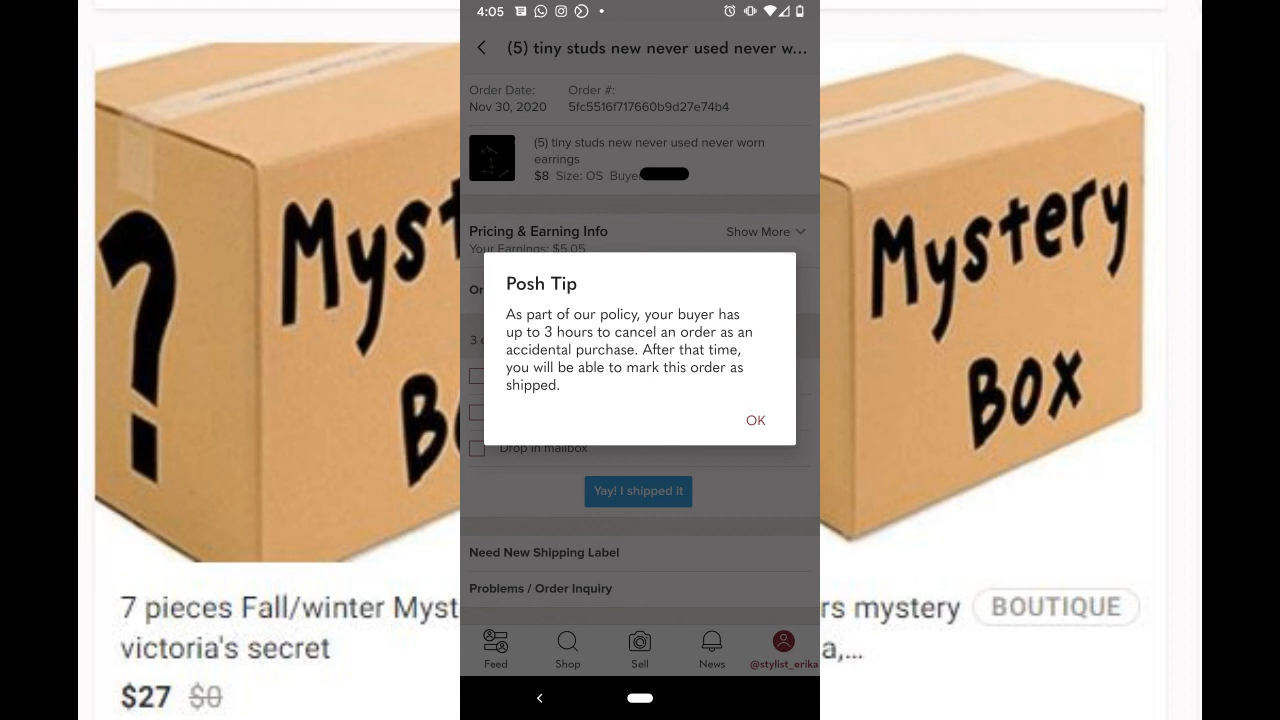 4:05
(5) tiny studs new never used never w...
Order Date:
Order #:
Nov 30, 2020
5fc5516f717660b9d27e74b4
(5) tiny studs new never used never worn
earrings
$8 Size: OS Buyer
Pricing & Earning Info
Show More
Your Earnings: $5.05
Posh Tip
As part of our policy, your buyer has
up to 3 hours to cancel an order as an
accidental purchase. After that time,
you will be able to mark this order as
shipped.
OK
Drop in mailbox
Yay! I shipped it
Need New Shipping Label
Problems / Order Inquiry
Feed
Shop
Sell
News
@stylist_erika
?
Myst
B
7 pieces Fall/winter Myst
victoria's secret
$27 $0
Mystery
Box
rs mystery
BOUTIQUE
a,...